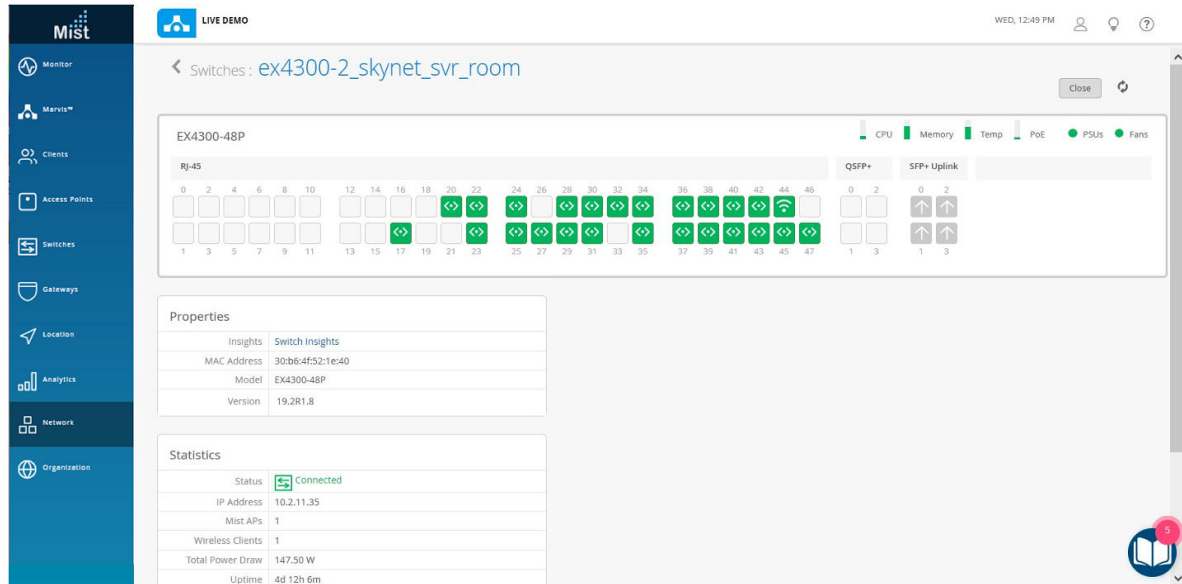 Mist
LIVE DEMO
WED, 12:49 PM
Monitor
Marvis™
Clients
Access Points
Switches
Gateways
Location
Analytics
Network
Organization
Switches : ex4300-2_skynet_svr_room
Close
EX4300-48P
CPU Memory Temp PoE PSUs Fans
RJ-45 QSFP+ SFP+ Uplink
0 2 4 6 8 10 12 14 16 18 20 22 24 26 28 30 32 34 36 38 40 42 44 46 0 2 0 2
1 3 5 7 9 11 13 15 17 19 21 23 25 27 29 31 33 35 37 39 41 43 45 47 1 3 1 3
Properties
Insights Switch Insights
MAC Address 30:b6:4f:52:1e:40
Model EX4300-48P
Version 19.2R1.8
Statistics
Status Connected
IP Address 10.2.11.35
Mist APs 1
Wireless Clients 1
Total Power Draw 147.50 W
Uptime 4d 12h 6m
5